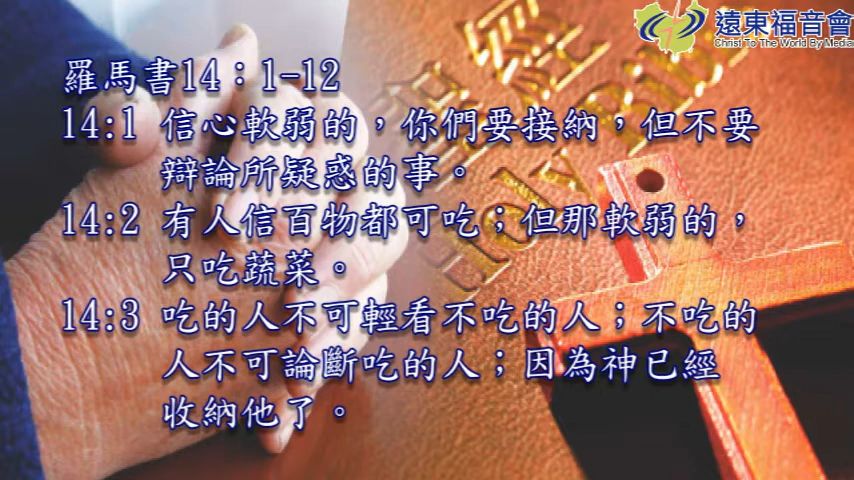 遠東福音會
Christ To The World By Media
聖經
Holy Bible
羅馬書14：1-12
14:1 信心軟弱的，你們要接納，但不要
辯論所疑惑的事。
14:2 有人信百物都可吃；但那軟弱的，
只吃蔬菜。
14:3 吃的人不可輕看不吃的人；不吃的
人不可論斷吃的人；因為神已經
收納他了。